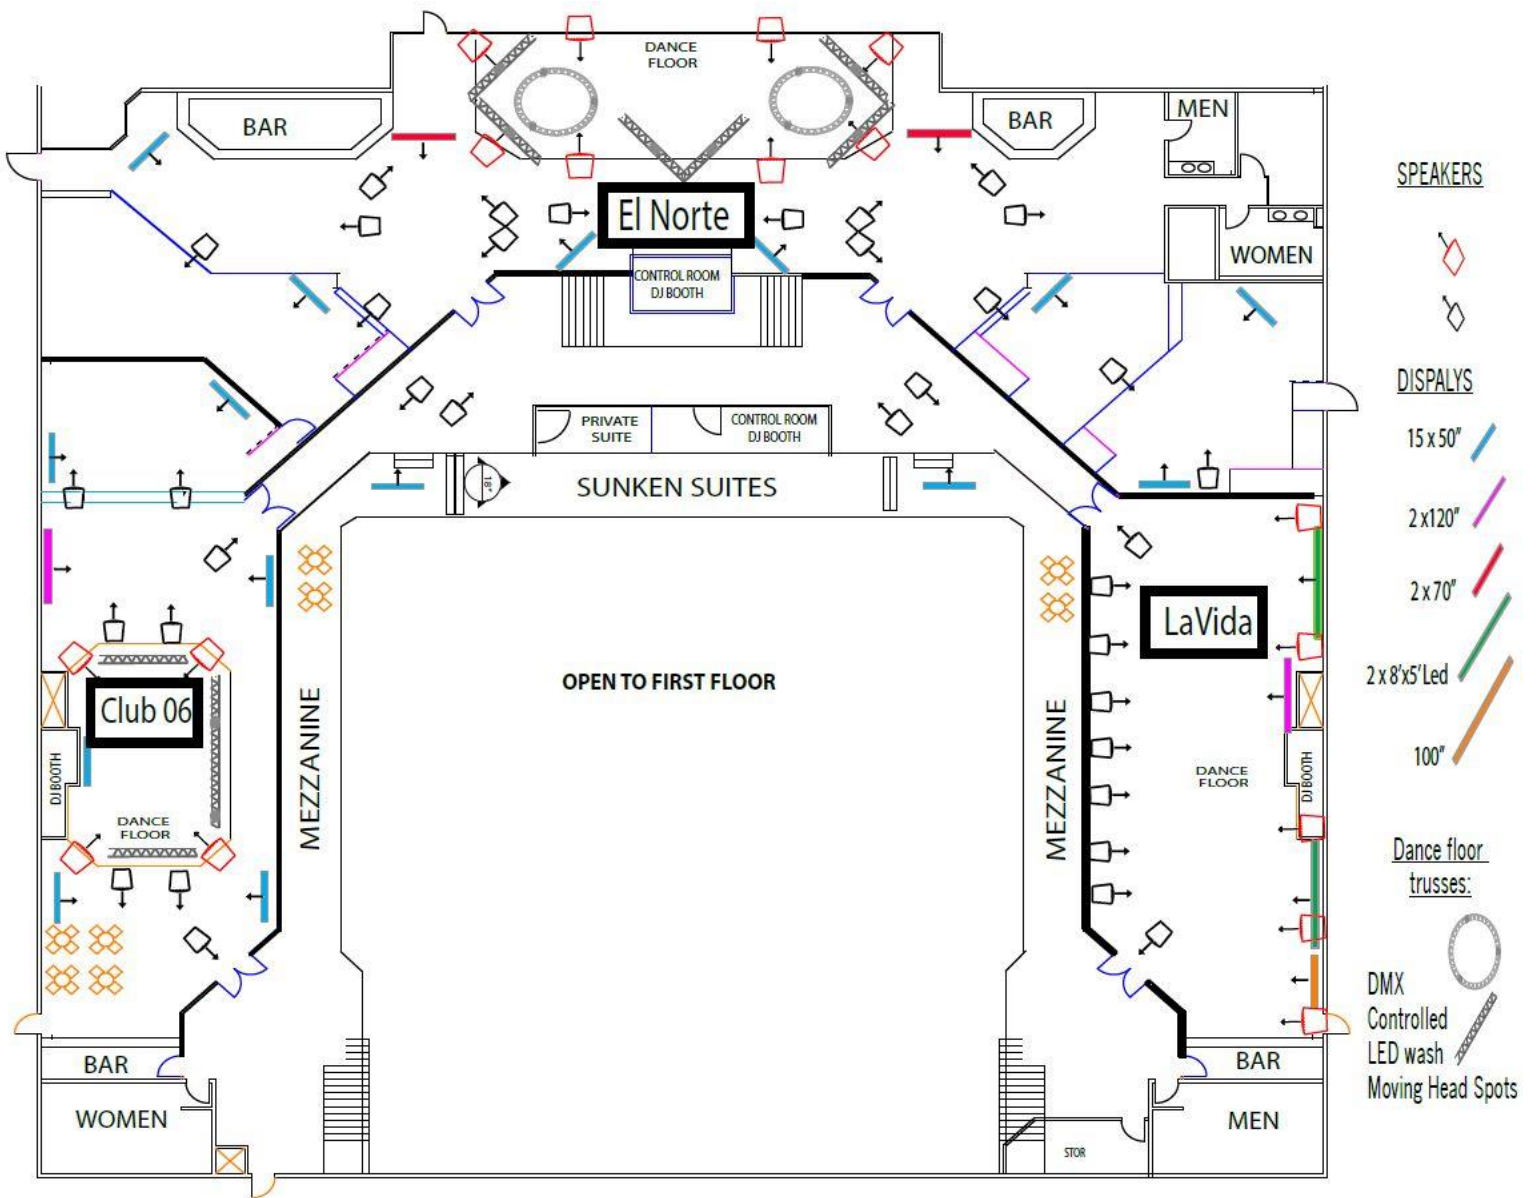 DANCE
FLOOR
BAR
BAR
MEN
El Norte
WOMEN
CONTROL ROOM
DJ BOOTH
PRIVATE
SUITE
CONTROL ROOM
DJ BOOTH
18"
SUNKEN SUITES
LaVida
OPEN TO FIRST FLOOR
Club 06
MEZZANINE
MEZZANINE
DJ BOOTH
DANCE
FLOOR
DANCE
FLOOR
DJ BOOTH
BAR
WOMEN
BAR
MEN
STOR
SPEAKERS
DISPALYS
15 x 50"
2 x120"
2 x 70"
2 x 8'x5' Led
100"
Dance floor
trusses:
DMX
Controlled
LED wash
Moving Head Spots